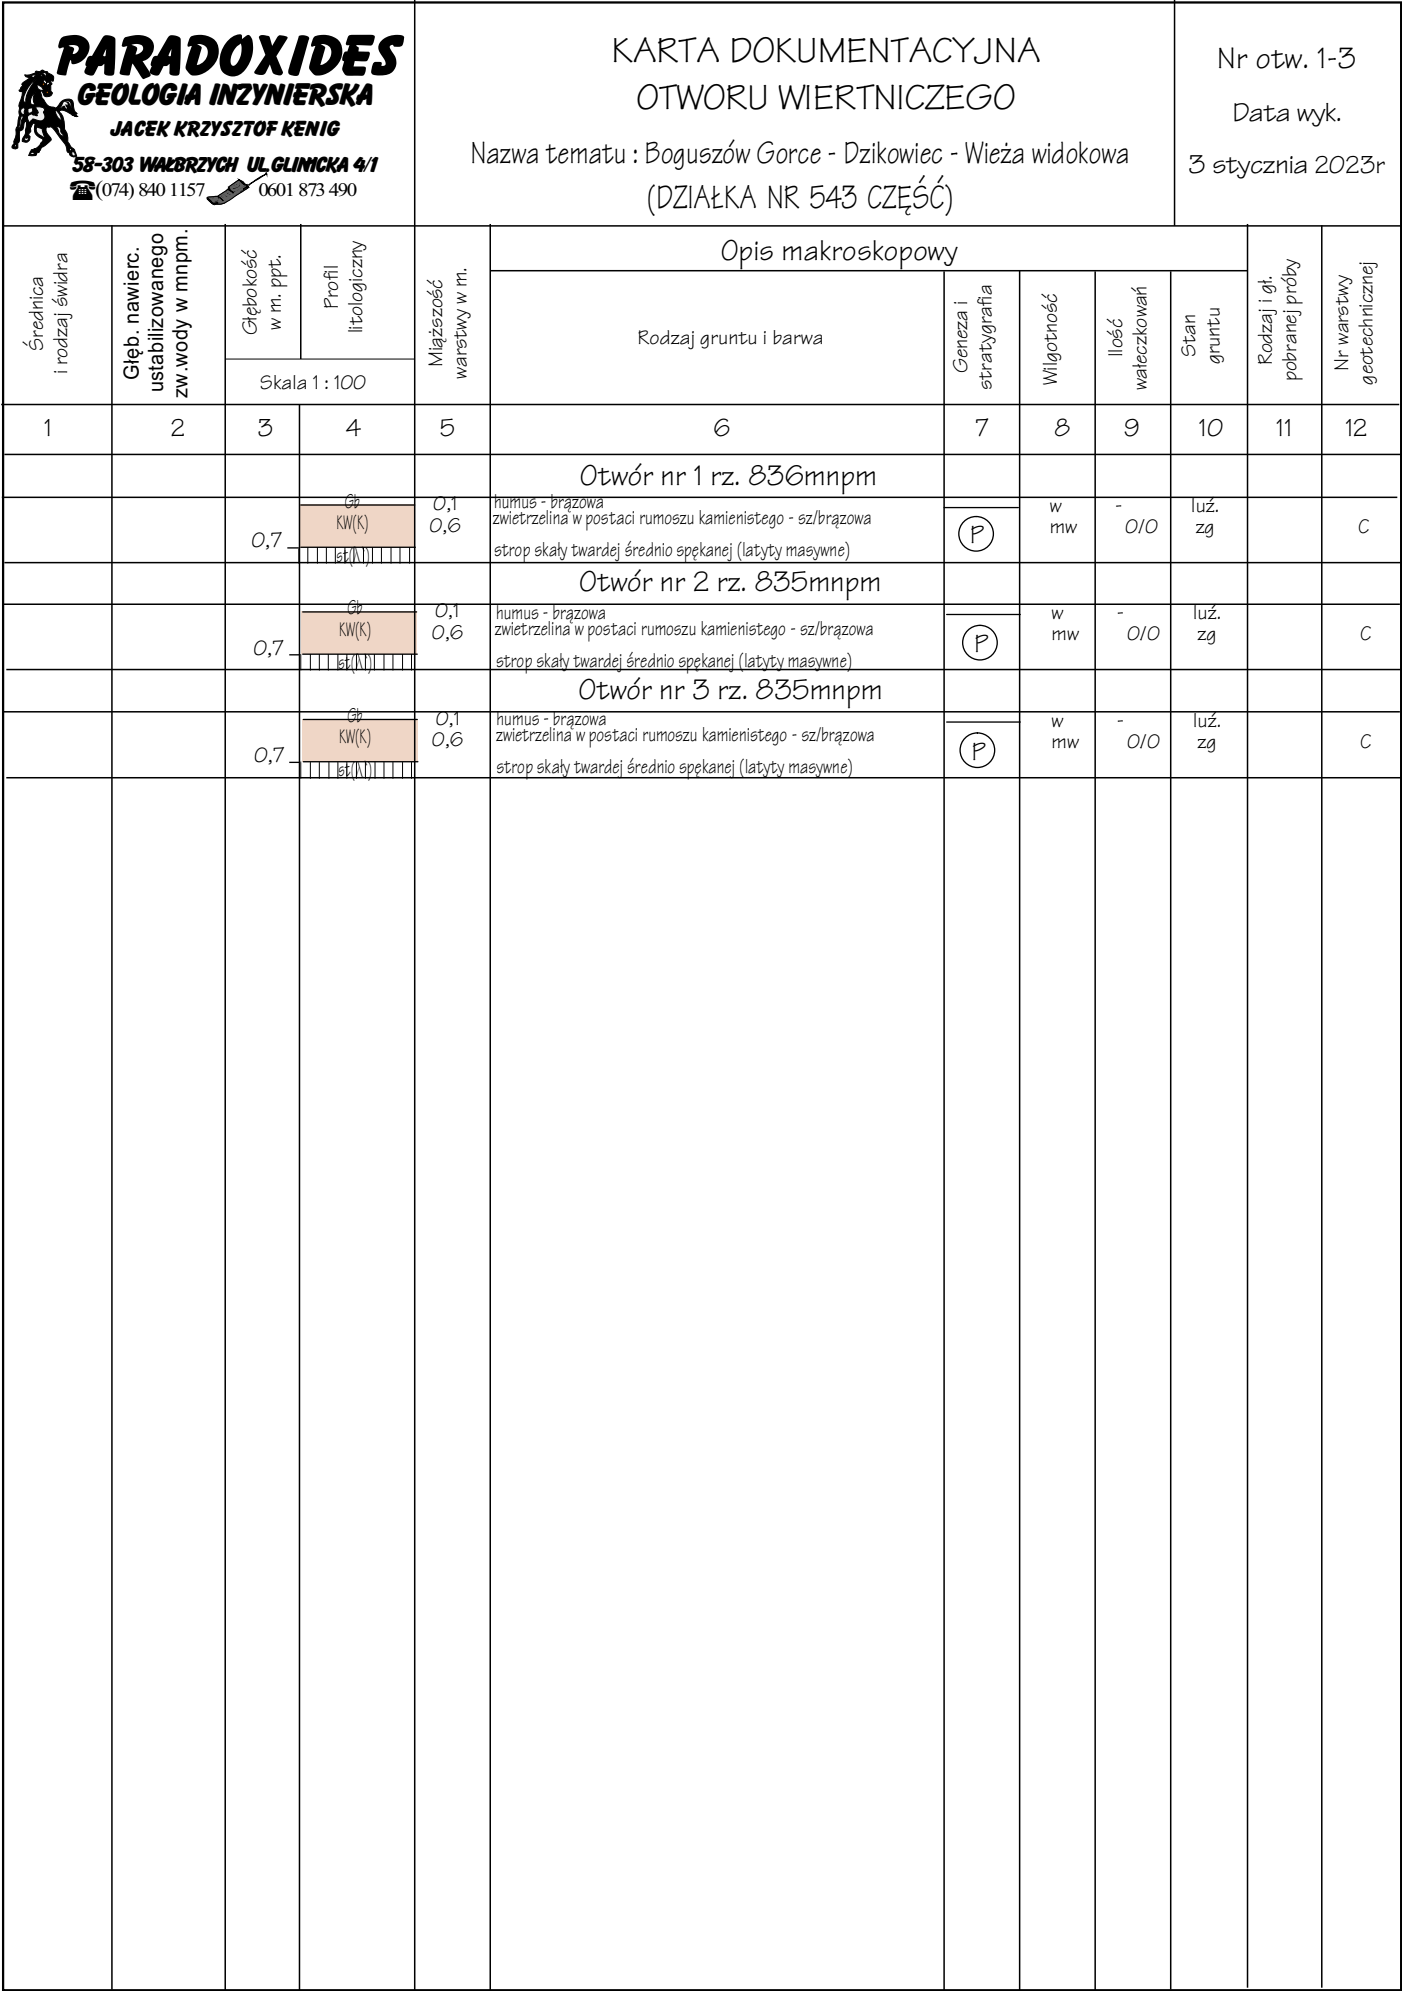 PARADOXIDES
GEOLOGIA INZYNIERSKA
JACEK KRZYSZTOF KENIG
58-303 WAŁBRZYCH UL.GLINICKA 4/1
(074) 840 1157 0601 873 490
KARTA DOKUMENTACYJNA
OTWORU WIERTNICZEGO
Nazwa tematu : Boguszów Gorce - Dzikowiec - Wieża widokowa
(DZIAŁKA NR 543 CZĘŚĆ)
Nr otw. 1-3
Data wyk.
3 stycznia 2023r
Średnica
i rodzaj świdra
Głęb. nawierc.
ustabilizowanego
zw.wody w mnpm.
Głębokość
w m. ppt.
Profil
litologiczny
Skala 1 : 100
Miąższość
warstwy w m.
Opis makroskopowy
Rodzaj gruntu i barwa
Geneza i
stratygrafia
Wilgotność
Ilość
wałeczkowań
Stan
gruntu
Rodzaj i gł.
pobranej próby
Nr warstwy
geotechnicznej
1 2 3 4 5 6 7 8 9 10 11 12
Otwór nr 1 rz. 836mnpm
Gb 0,1 humus - brązowa w - luź.
KW(K) 0,6 zwietrzelina w postaci rumoszu kamienistego - sz/brązowa P mw 0/0 zg C
0,7 strop skały twardej średnio spękanej (latyty masywne)
Otwór nr 2 rz. 835mnpm
Gb 0,1 humus - brązowa w - luź.
KW(K) 0,6 zwietrzelina w postaci rumoszu kamienistego - sz/brązowa P mw 0/0 zg C
0,7 strop skały twardej średnio spękanej (latyty masywne)
Otwór nr 3 rz. 835mnpm
Gb 0,1 humus - brązowa w - luź.
KW(K) 0,6 zwietrzelina w postaci rumoszu kamienistego - sz/brązowa P mw 0/0 zg C
0,7 strop skały twardej średnio spękanej (latyty masywne)